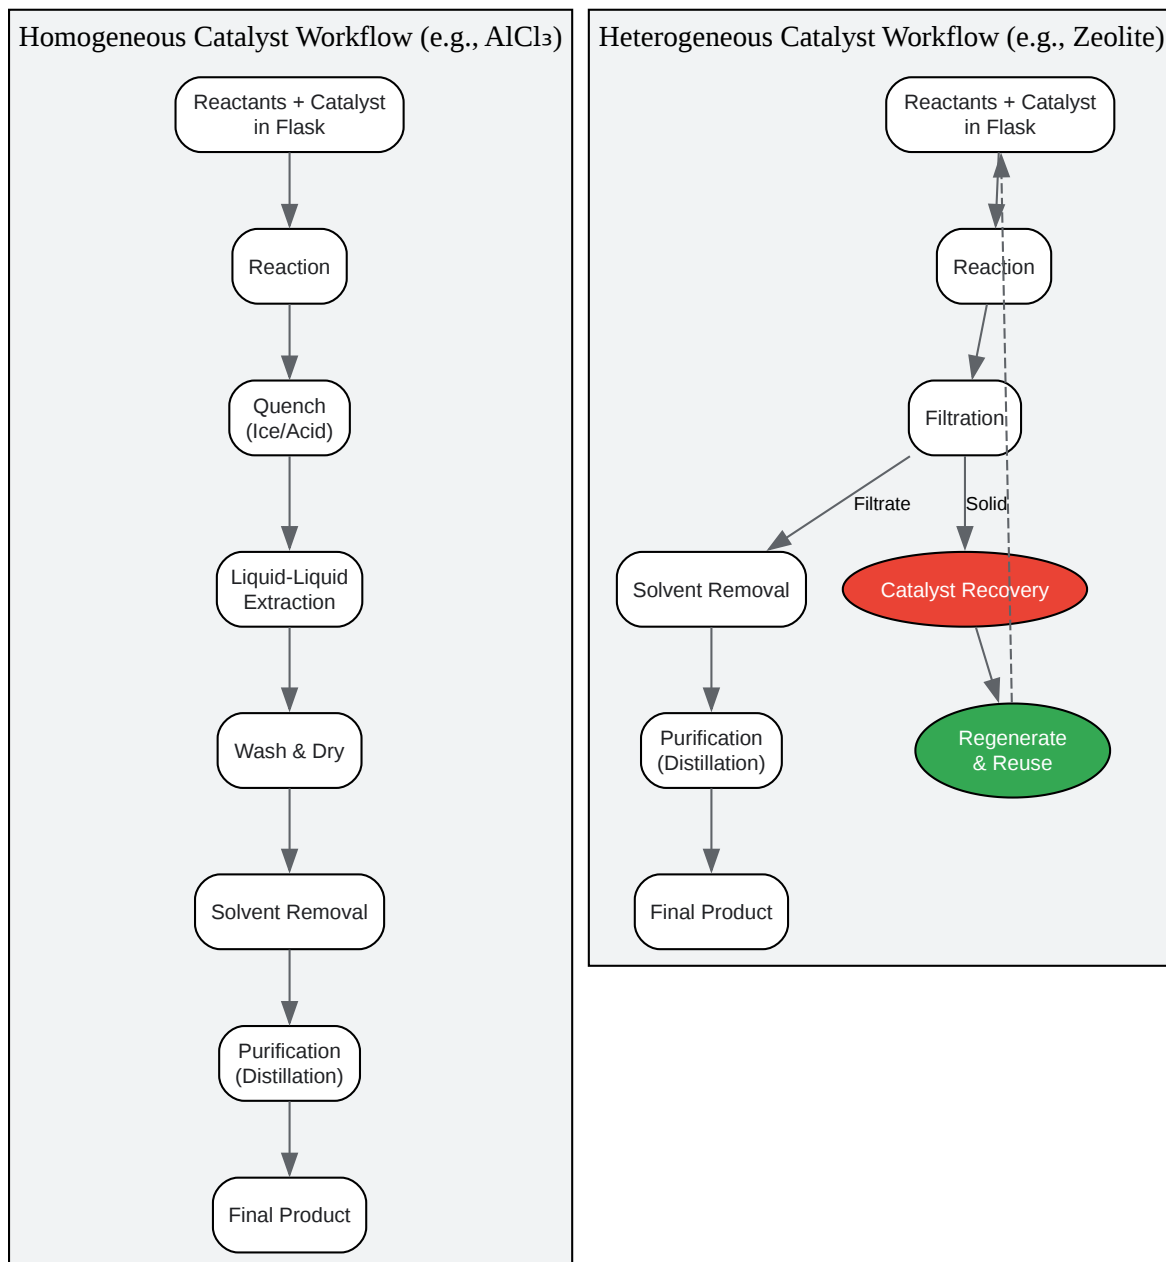 Homogeneous Catalyst Workflow (e.g., AlCl₃)
Reactants + Catalyst
in Flask
Reaction
Quench
(Ice/Acid)
Liquid-Liquid
Extraction
Wash & Dry
Solvent Removal
Purification
(Distillation)
Final Product
Heterogeneous Catalyst Workflow (e.g., Zeolite)
Reactants + Catalyst
in Flask
Reaction
Filtration
Filtrate
Solid
Solvent Removal
Catalyst Recovery
Purification
(Distillation)
Regenerate
& Reuse
Final Product